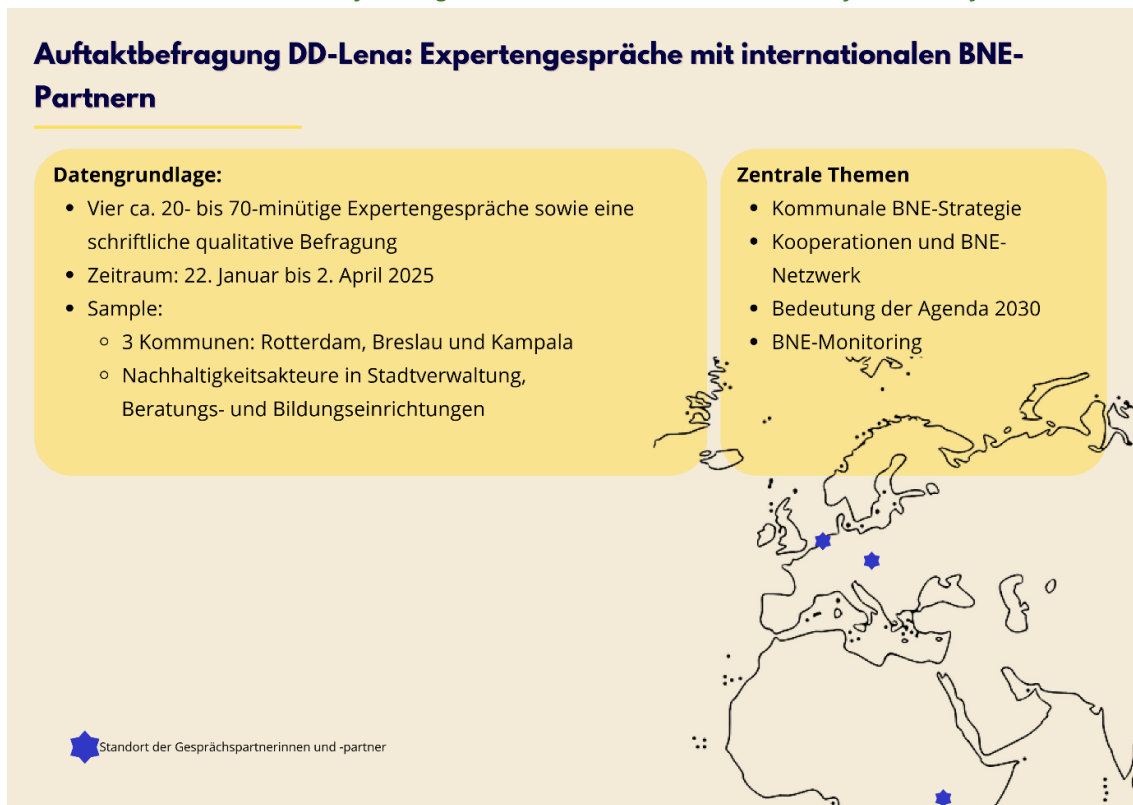 Auftaktbefragung DD-Lena: Expertengespräche mit internationalen BNE-
Partnern
Datengrundlage:
Vier ca. 20- bis 70-minütige Expertengespräche sowie eine
schriftliche qualitative Befragung
Zeitraum: 22. Januar bis 2. April 2025
Sample:
3 Kommunen: Rotterdam, Breslau und Kampala
Nachhaltigkeitsakteure in Stadtverwaltung,
Beratungs- und Bildungseinrichtungen
Zentrale Themen
Kommunale BNE-Strategie
Kooperationen und BNE-
Netzwerk
Bedeutung der Agenda 2030
BNE-Monitoring
Standort der Gesprächspartnerinnen und -partner